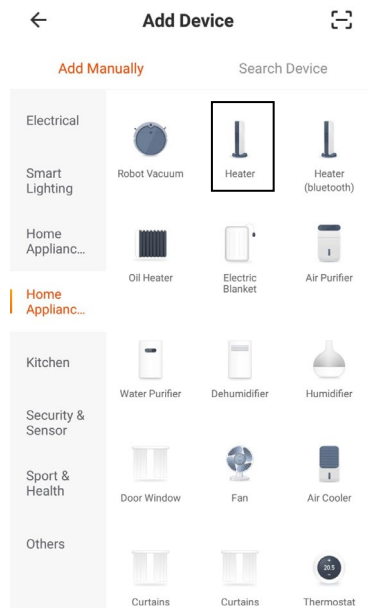 Add Device
Add Manually
Search Device
Electrical
Smart
Lighting
Home
Applianc...
Home
Applianc...
Kitchen
Security &
Sensor
Sport &
Health
Others
Robot Vacuum
Heater
Heater
(bluetooth)
Oil Heater
Electric
Blanket
Air Purifier
Water Purifier
Dehumidifier
Humidifier
Door Window
Fan
Air Cooler
20.5
Curtains
Curtains
Thermostat